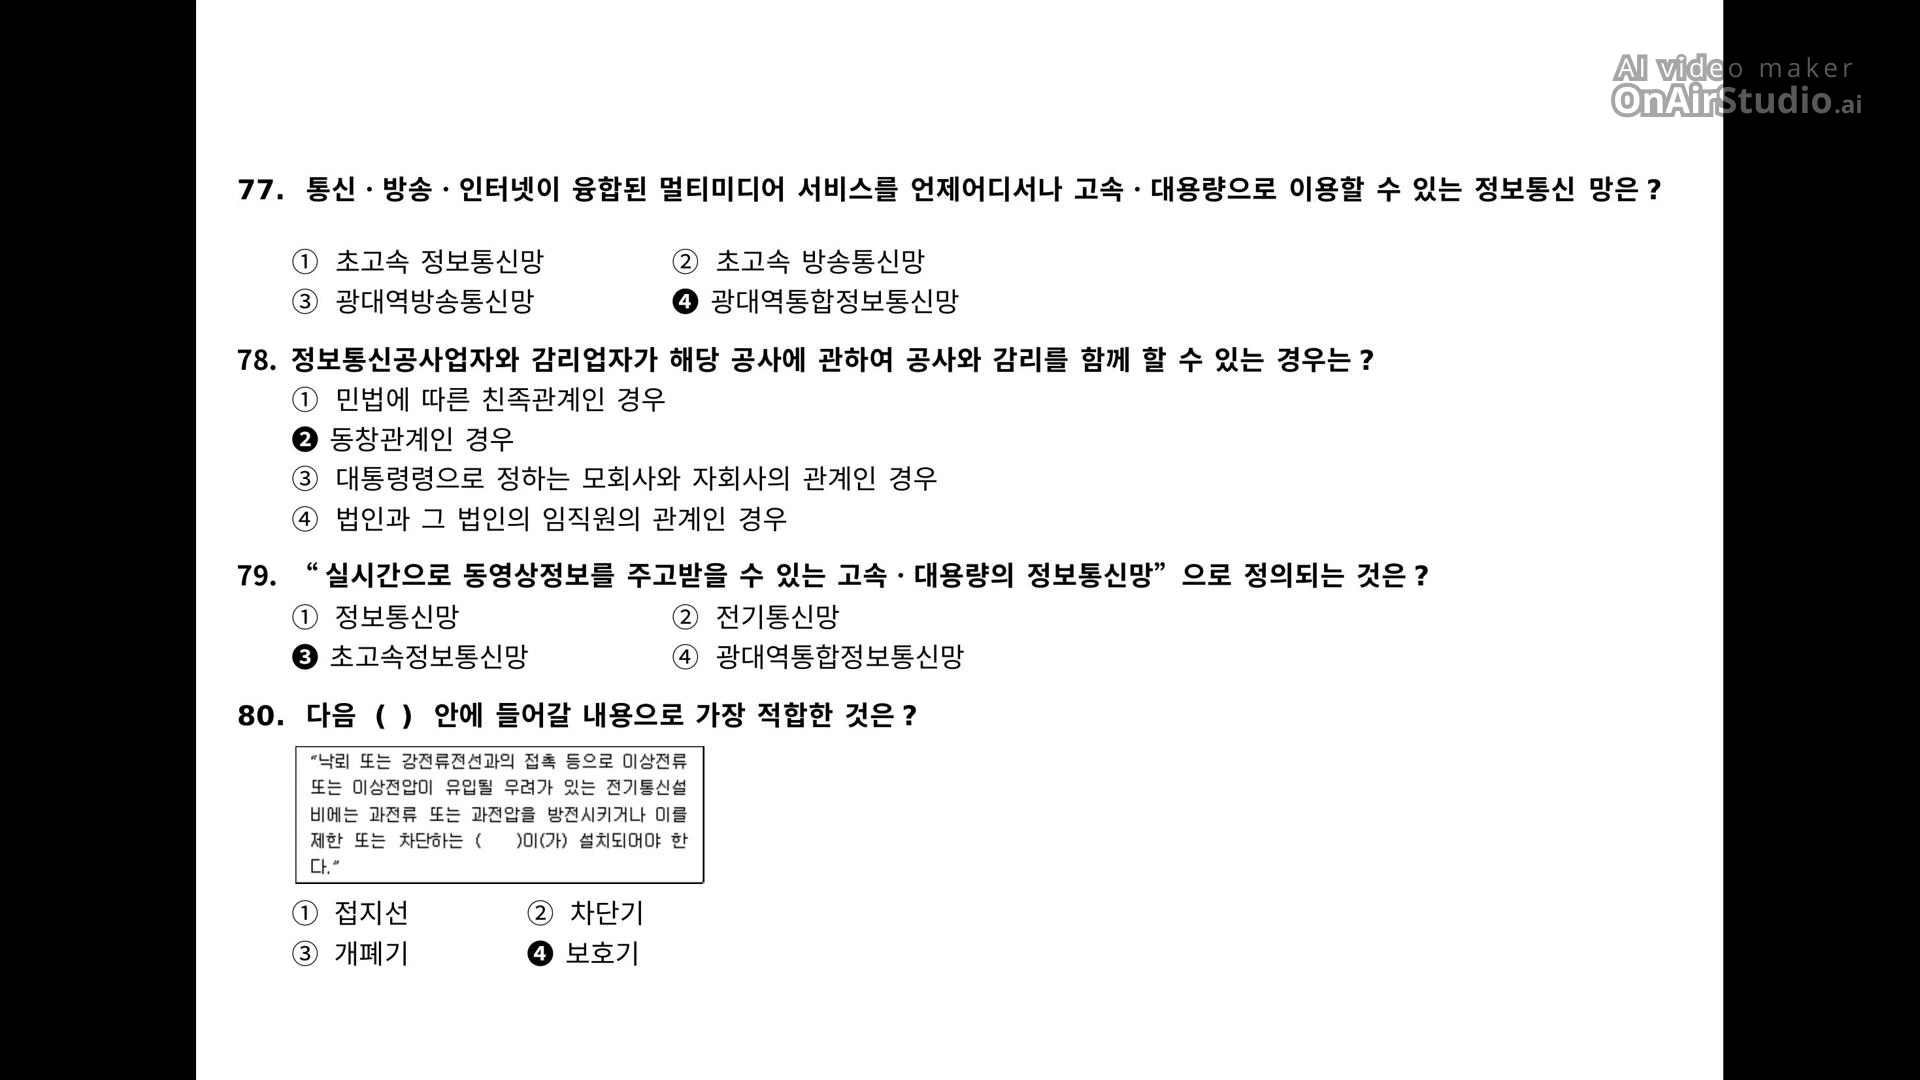 AI video maker
OnAirStudio.ai
77. 통신·방송·인터넷이 융합된 멀티미디어 서비스를 언제어디서나 고속·대용량으로 이용할 수 있는 정보통신 망은?
① 초고속 정보통신망 ② 초고속 방송통신망
③ 광대역방송통신망 ❹ 광대역통합정보통신망
78. 정보통신공사업자와 감리업자가 해당 공사에 관하여 공사와 감리를 함께 할 수 있는 경우는?
① 민법에 따른 친족관계인 경우
❷ 동창관계인 경우
③ 대통령령으로 정하는 모회사와 자회사의 관계인 경우
④ 법인과 그 법인의 임직원의 관계인 경우
79. “실시간으로 동영상정보를 주고받을 수 있는 고속·대용량의 정보통신망” 으로 정의되는 것은?
① 정보통신망 ② 전기통신망
❸ 초고속정보통신망 ④ 광대역통합정보통신망
80. 다음 ( ) 안에 들어갈 내용으로 가장 적합한 것은?
“낙뢰 또는 강전류전선과의 접촉 등으로 이상전류
또는 이상전압이 유입될 우려가 있는 전기통신설
비에는 과전류 또는 과전압을 방전시키거나 이를
제한 또는 차단하는 ( )이(가) 설치되어야 한
다.”
① 접지선 ② 차단기
③ 개폐기 ❹ 보호기